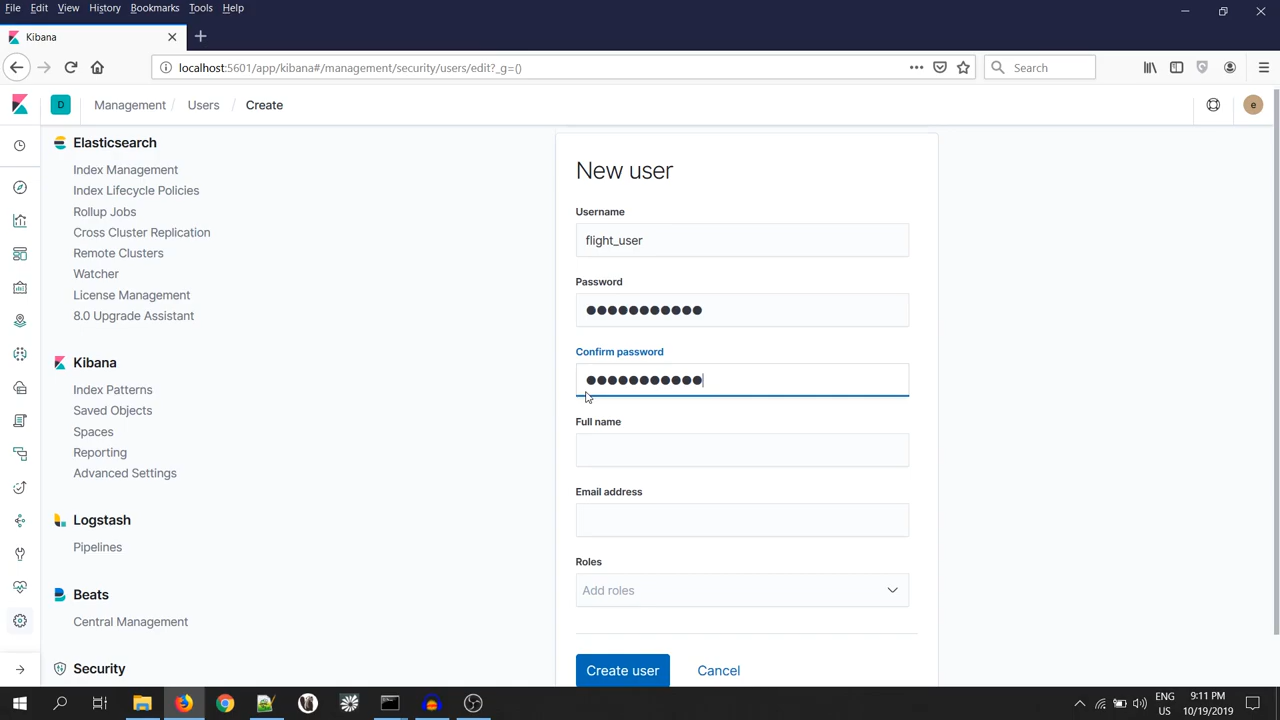 File Edit View History Bookmarks Tools Help
Kibana
localhost:5601/app/kibana#/management/security/users/edit?_g=()
Search
D Management / Users / Create e
Elasticsearch
Index Management
Index Lifecycle Policies
Rollup Jobs
Cross Cluster Replication
Remote Clusters
Watcher
License Management
8.0 Upgrade Assistant
Kibana
Index Patterns
Saved Objects
Spaces
Reporting
Advanced Settings
Logstash
Pipelines
Beats
Central Management
Security
New user
Username
flight_user
Password
●●●●●●●●●●●
Confirm password
●●●●●●●●●●●
Full name
Email address
Roles
Add roles
Create user Cancel
ENG
US
9:11 PM
10/19/2019